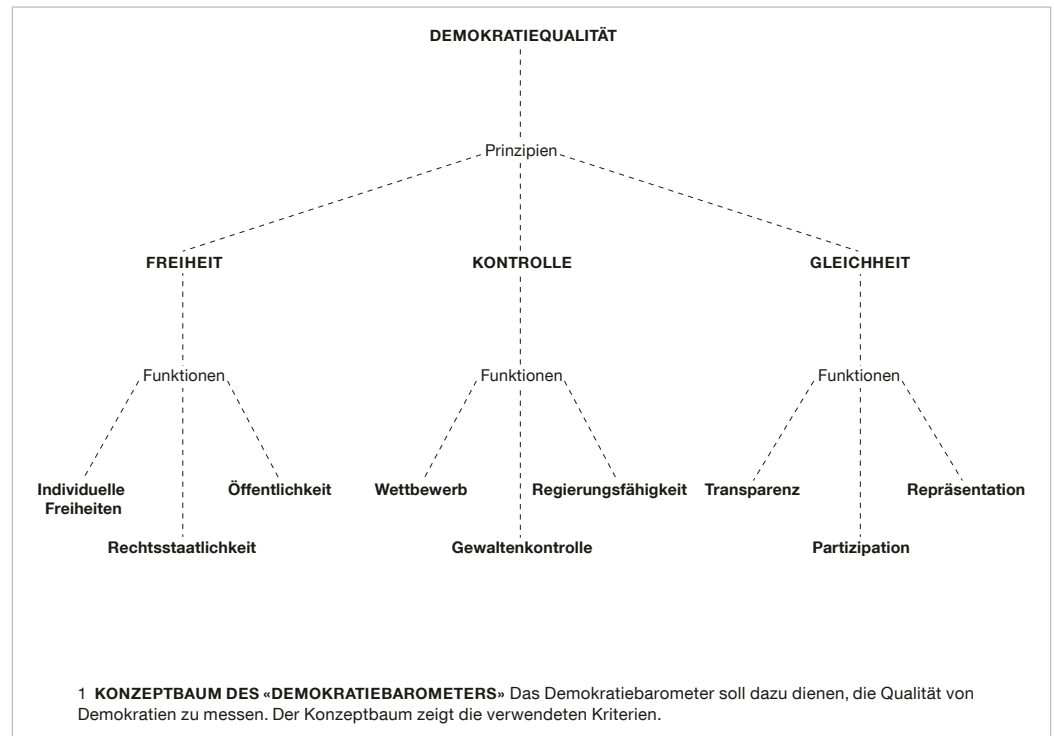 DEMOKRATIEQUALITÄT
Prinzipien
FREIHEIT
KONTROLLE
GLEICHHEIT
Funktionen
Funktionen
Funktionen
Individuelle
Freiheiten
Öffentlichkeit
Wettbewerb
Regierungsfähigkeit
Transparenz
Repräsentation
Rechtsstaatlichkeit
Gewaltenkontrolle
Partizipation
1 KONZEPTBAUM DES «DEMOKRATIEBAROMETERS» Das Demokratiebarometer soll dazu dienen, die Qualität von
Demokratien zu messen. Der Konzeptbaum zeigt die verwendeten Kriterien.